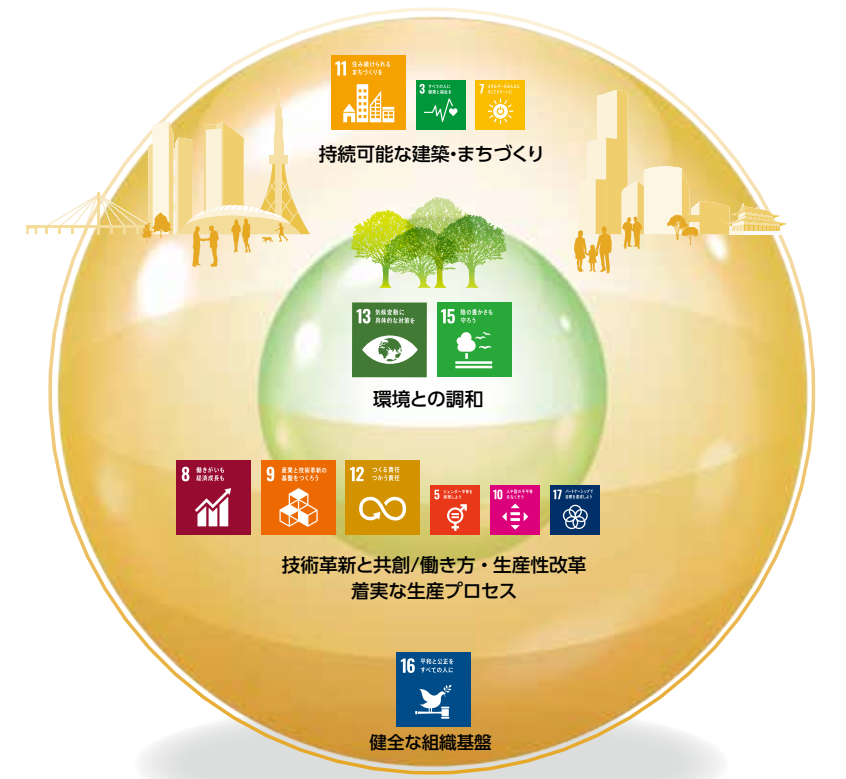 11 住み続けられる
まちづくりを
3 すべての人に
健康と福祉を
7 エネルギーをみんなに
そしてクリーンに
持続可能な建築・まちづくり
13 気候変動に
具体的な対策を
15 陸の豊かさも
守ろう
環境との調和
8 働きがいも
経済成長も
9 産業と技術革新の
基盤をつくろう
12 つくる責任
つかう責任
5 ジェンダー平等を
実現しよう
10 人や国の不平等
をなくそう
17 パートナーシップで
目標を達成しよう
技術革新と共創/働き方・生産性改革
着実な生産プロセス
16 平和と公正を
すべての人に
健全な組織基盤